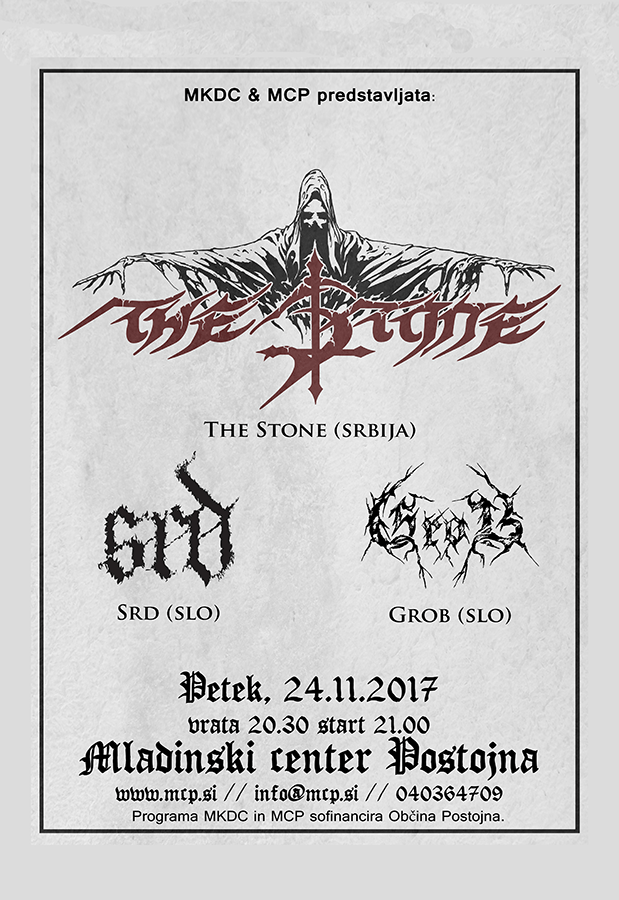 MKDC & MCP predstavljata:
THE STONE
THE STONE (SRBIJA)
srd
GROB
SRD (SLO)
GROB (SLO)
Petek, 24.11.2017
vrata 20.30 start 21.00
Mladinski center Postojna
www.mcp.si // info@mcp.si // 040364709
Programa MKDC in MCP sofinancira Občina Postojna.